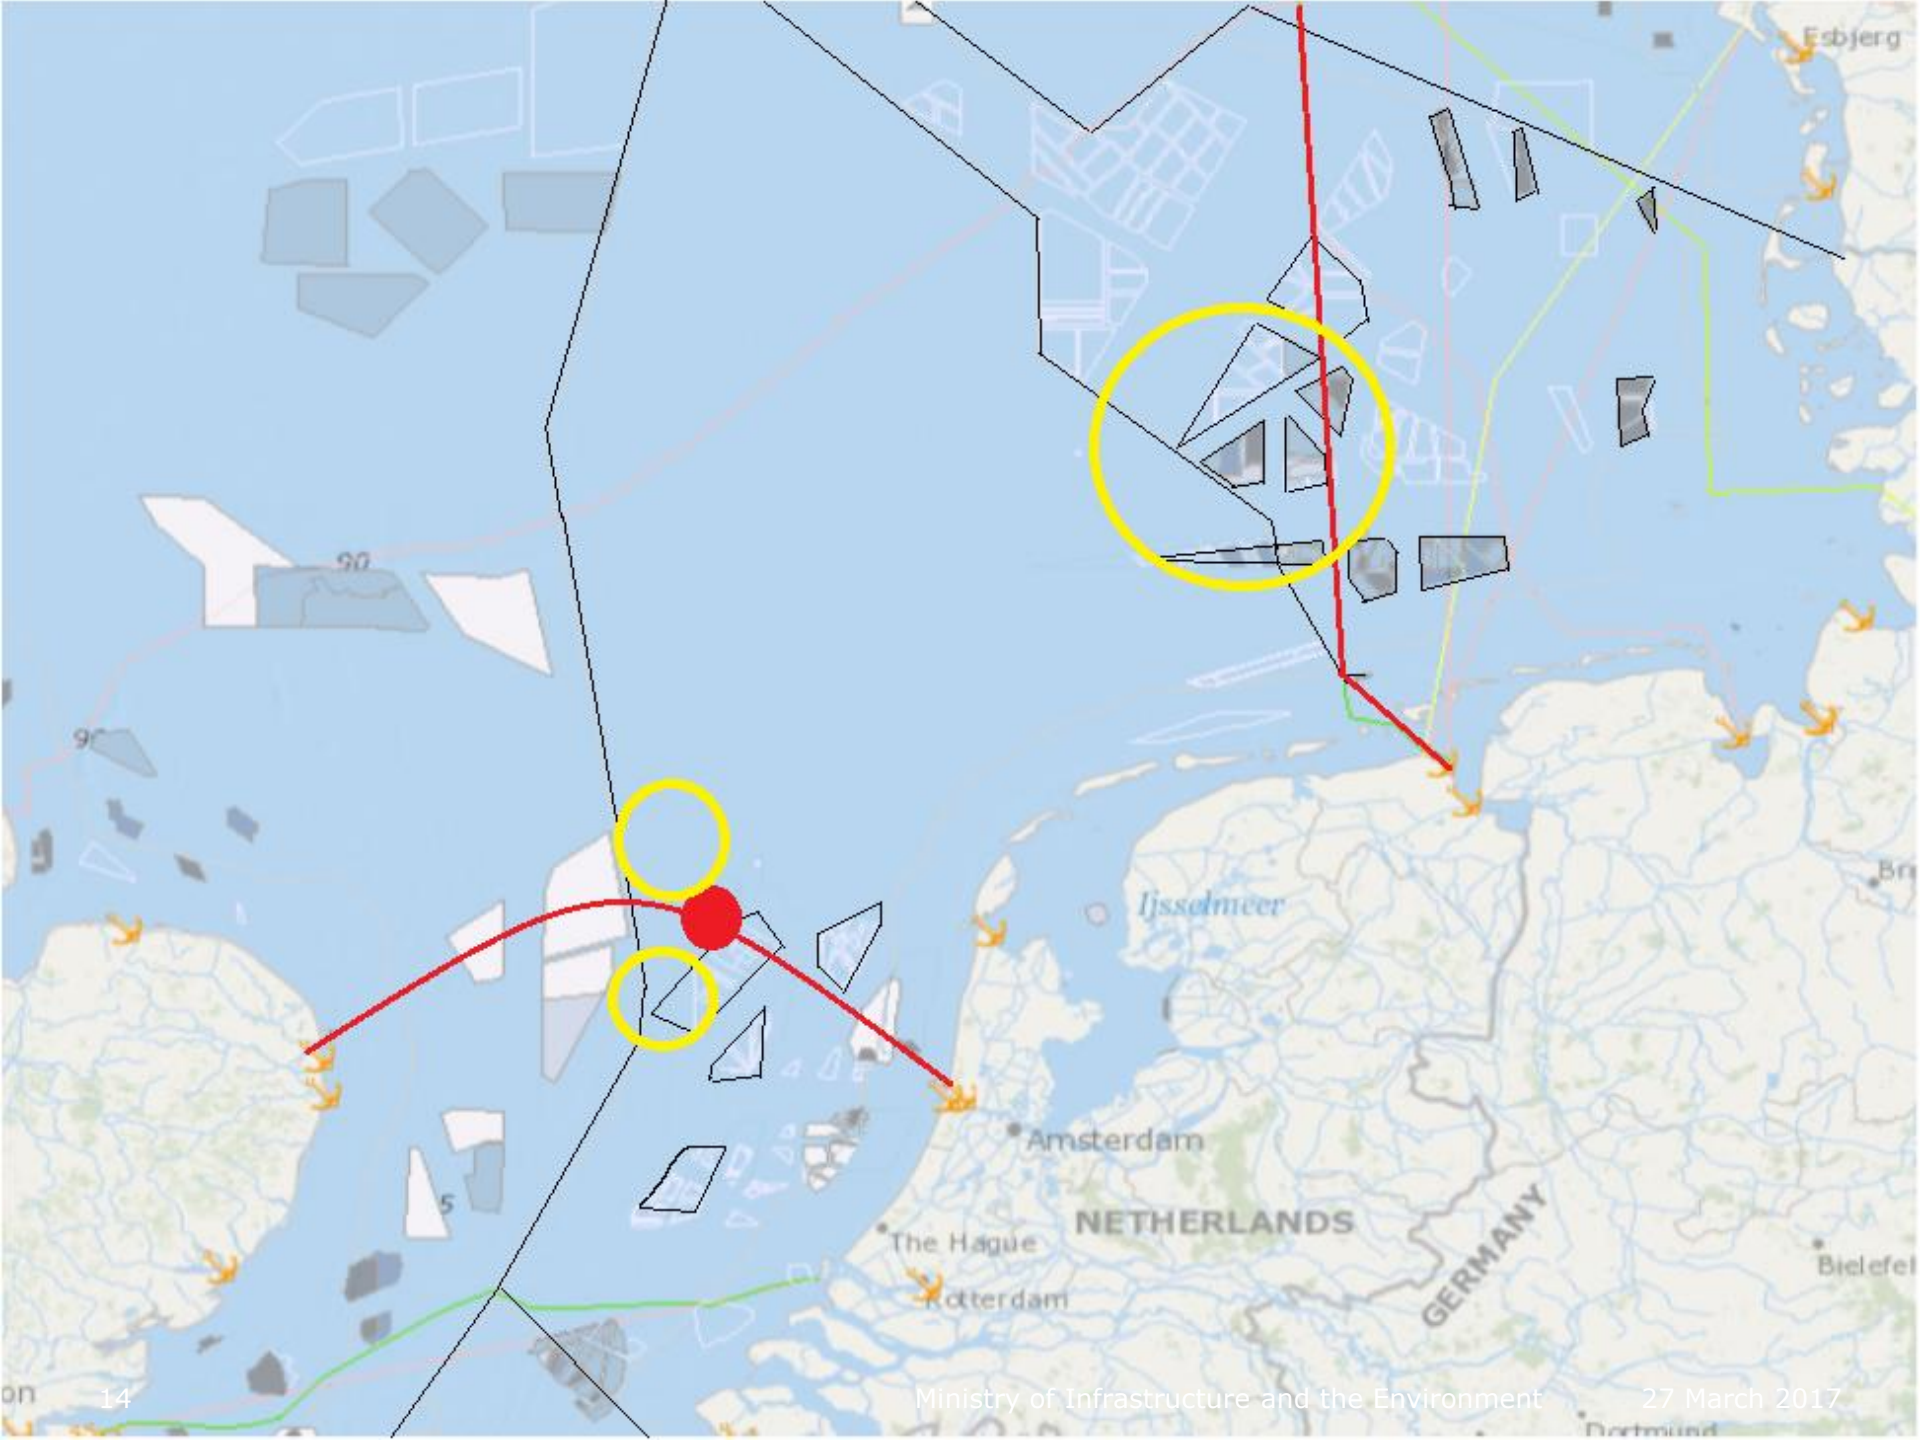 Esbjerg
90
90
Br
Ijsselmeer
Amsterdam
5
NETHERLANDS
The Hague
GERMANY
Bielefel
Rotterdam
on
14
Ministry of Infrastructure and the Environment
27 March 2017
Dortmund